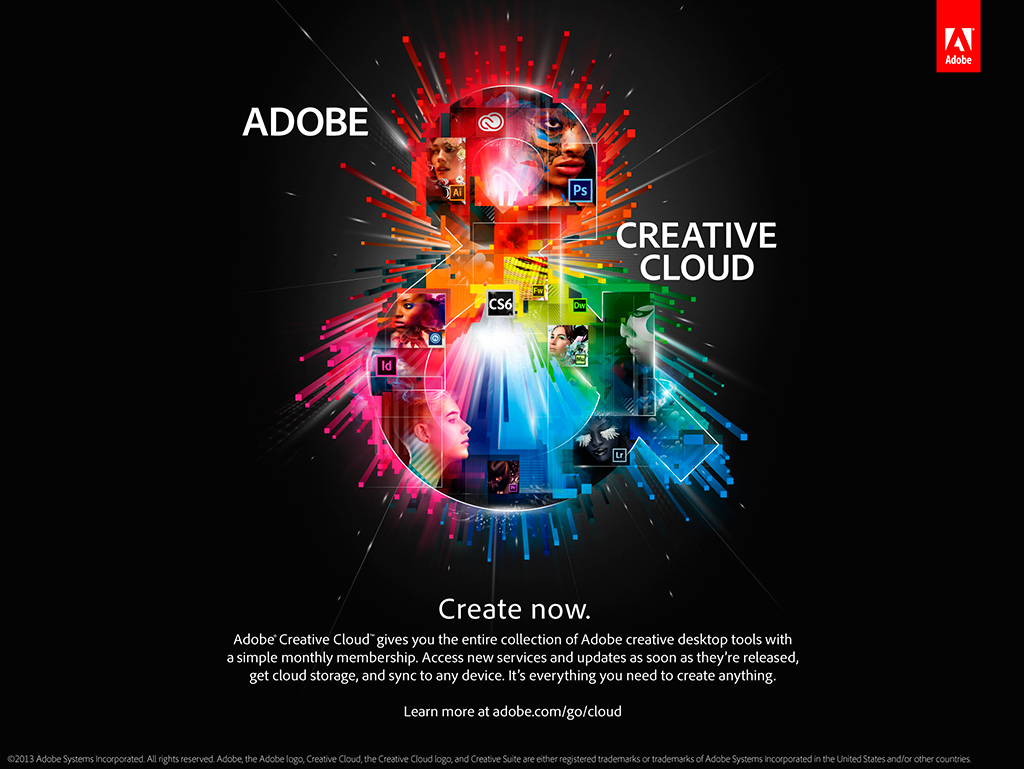 Adobe
ADOBE
Ai
Ps
CREATIVE
CLOUD
Fw
CS6
Dw
Id
Lr
Pr
Create now.
Adobe® Creative Cloud™ gives you the entire collection of Adobe creative desktop tools with
a simple monthly membership. Access new services and updates as soon as they're released,
get cloud storage, and sync to any device. It's everything you need to create anything.
Learn more at adobe.com/go/cloud
©2013 Adobe Systems Incorporated. All rights reserved. Adobe, the Adobe logo, Creative Cloud, the Creative Cloud logo, and Creative Suite are either registered trademarks or trademarks of Adobe Systems Incorporated in the United States and/or other countries.